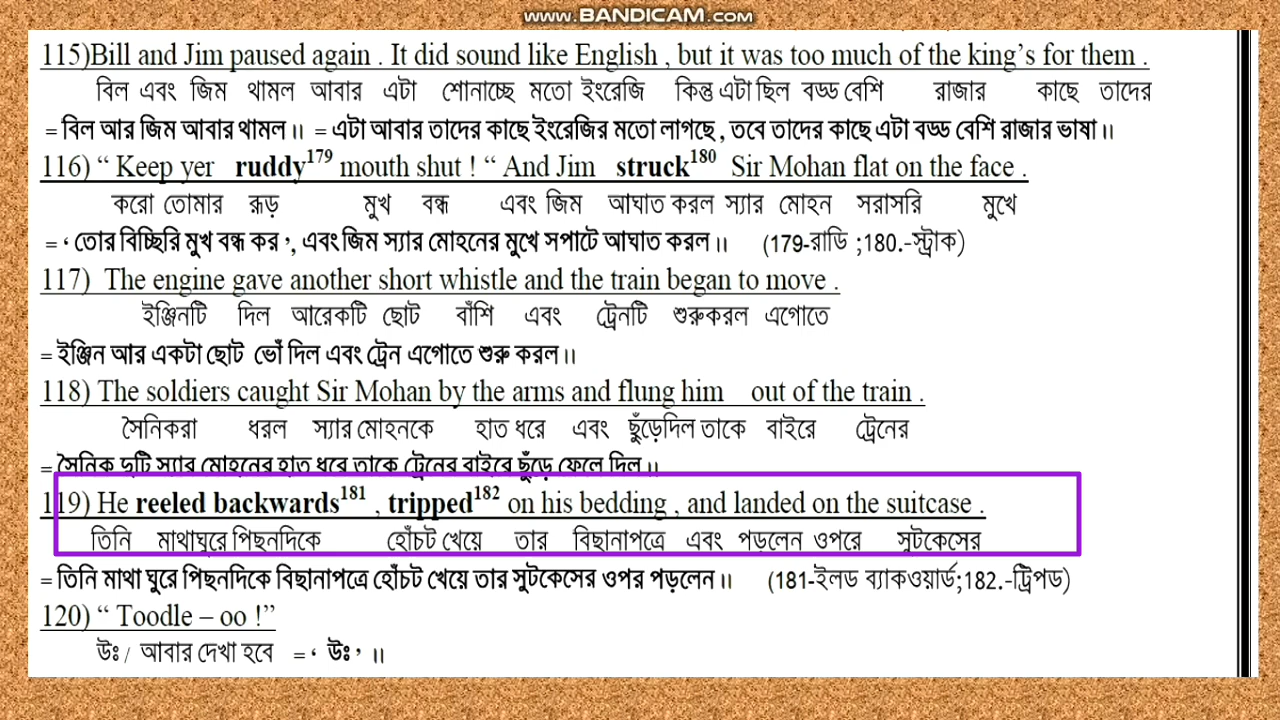 www.BANDICAM.com
115)Bill and Jim paused again . It did sound like English , but it was too much of the king’s for them .
বিল এবং জিম থামল আবার এটা শোনাচ্ছে মতো ইংরেজি কিন্তু এটা ছিল বড্ড বেশি রাজার কাছে তাদের
= বিল আর জিম আবার থামল।। = এটা আবার তাদের কাছে ইংরেজির মতো লাগছে , তবে তাদের কাছে এটা বড্ড বেশি রাজার ভাষা।।
116) “ Keep yer ruddy179 mouth shut ! “ And Jim struck180 Sir Mohan flat on the face .
করো তোমার রূড় মুখ বন্ধ এবং জিম আঘাত করল স্যার মোহন সরাসরি মুখে
= ‘ তোর বিচ্ছিরি মুখ বন্ধ কর ’, এবং জিম স্যার মোহনের মুখে সপাটে আঘাত করল।। (179-রাডি ;180.-স্ট্রাক)
117) The engine gave another short whistle and the train began to move .
ইঞ্জিনটি দিল আরেকটি ছোট বাঁশি এবং ট্রেনটি শুরুকরল এগোতে
= ইঞ্জিন আর একটা ছোট ভোঁ দিল এবং ট্রেন এগোতে শুরু করল।।
118) The soldiers caught Sir Mohan by the arms and flung him out of the train .
সৈনিকরা ধরল স্যার মোহনকে হাত ধরে এবং ছুঁড়েদিল তাকে বাইরে ট্রেনের
= সৈনিক দুটি স্যার মোহনের হাত ধরে তাকে ট্রেনের বাইরে ছুঁড়ে ফেলে দিল।।
119) He reeled backwards181 , tripped182 on his bedding , and landed on the suitcase .
তিনি মাথাঘুরে পিছনদিকে হোঁচট খেয়ে তার বিছানাপত্রে এবং পড়লেন ওপরে সুটকেসের
= তিনি মাথা ঘুরে পিছনদিকে বিছানাপত্রে হোঁচট খেয়ে তার সুটকেসের ওপর পড়লেন।। (181-ইলড ব্যাকওয়ার্ড;182.-ট্রিপড)
120) “ Toodle – oo !”
উঃ / আবার দেখা হবে = ‘ উঃ ’ ।।